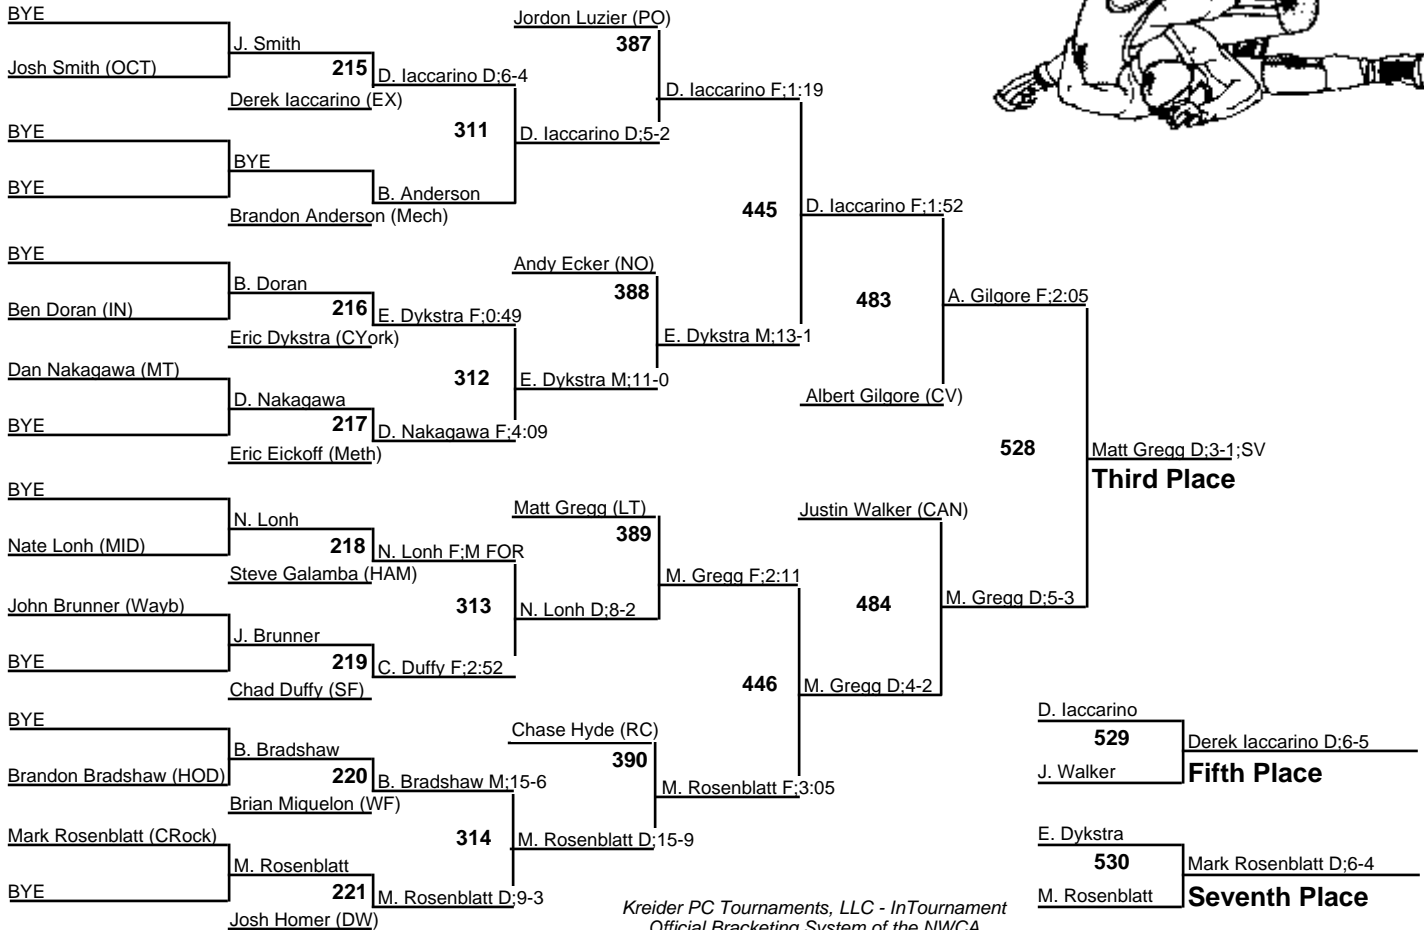 BYE
Josh Smith (OCT)
J. Smith
215
Derek Iaccarino (EX)
D. Iaccarino D;6-4
BYE
BYE
BYE
Brandon Anderson (Mech)
B. Anderson
311
D. Iaccarino D;5-2
Jordon Luzier (PO)
387
D. Iaccarino F;1:19
BYE
Ben Doran (IN)
B. Doran
216
Eric Dykstra (CYork)
E. Dykstra F;0:49
Dan Nakagawa (MT)
BYE
D. Nakagawa
217
Eric Eickoff (Meth)
D. Nakagawa F;4:09
312
E. Dykstra M;11-0
Andy Ecker (NO)
388
E. Dykstra M;13-1
445
D. Iaccarino F;1:52
483
Albert Gilgore (CV)
A. Gilgore F;2:05
BYE
Nate Lonh (MID)
N. Lonh
218
Steve Galamba (HAM)
N. Lonh F;M FOR
John Brunner (Wayb)
BYE
J. Brunner
219
Chad Duffy (SF)
C. Duffy F;2:52
313
N. Lonh D;8-2
Matt Gregg (LT)
389
M. Gregg F;2:11
BYE
Brandon Bradshaw (HOD)
B. Bradshaw
220
Brian Miquelon (WF)
B. Bradshaw M;15-6
Mark Rosenblatt (CRock)
BYE
M. Rosenblatt
221
Josh Homer (DW)
M. Rosenblatt D;9-3
314
M. Rosenblatt D;15-9
Chase Hyde (RC)
390
M. Rosenblatt F;3:05
446
M. Gregg D;4-2
Justin Walker (CAN)
484
M. Gregg D;5-3
528
Matt Gregg D;3-1;SV
Third Place
D. Iaccarino
529
J. Walker
Derek Iaccarino D;6-5
Fifth Place
E. Dykstra
530
M. Rosenblatt
Mark Rosenblatt D;6-4
Seventh Place
Kreider PC Tournaments, LLC - InTournament
Official Bracketing System of the NWCA